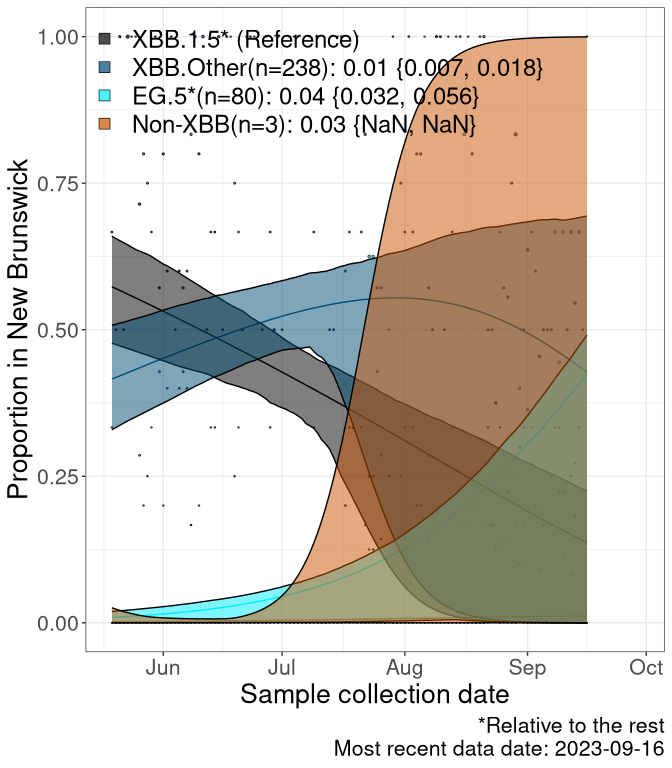 1.00
XBB.1.5* (Reference)
XBB.Other(n=238): 0.01 {0.007, 0.018}
EG.5*(n=80): 0.04 {0.032, 0.056}
Non-XBB(n=3): 0.03 {NaN, NaN}
0.75
0.50
0.25
0.00
Proportion in New Brunswick
Jun Jul Aug Sep Oct
Sample collection date
*Relative to the rest
Most recent data date: 2023-09-16